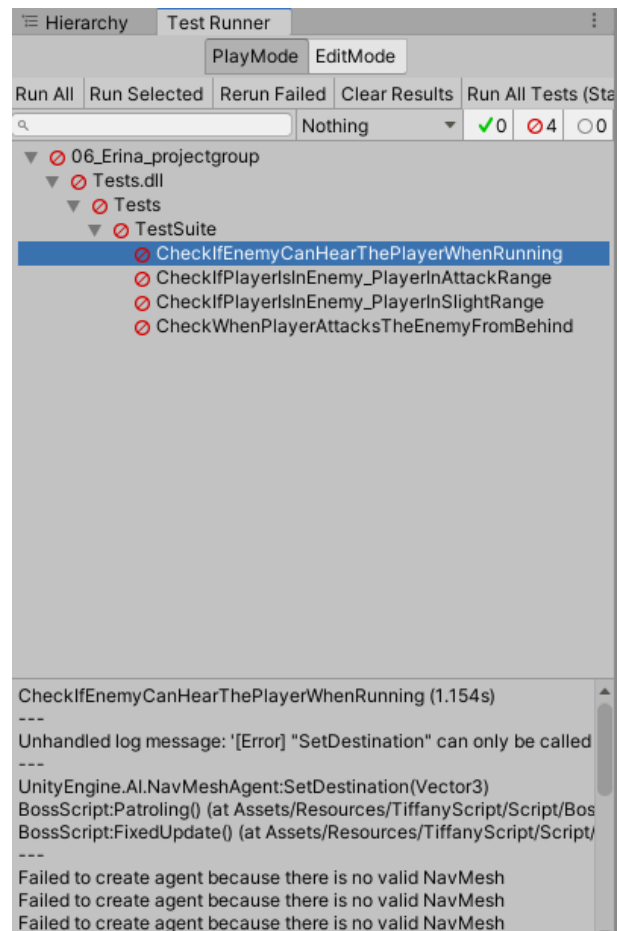 Hierarchy Test Runner
PlayMode EditMode
Run All Run Selected Rerun Failed Clear Results Run All Tests (Sta
Nothing 0 4 0
06_Erina_projectgroup
Tests.dll
Tests
TestSuite
CheckIfEnemyCanHearThePlayerWhenRunning
CheckIfPlayerIsInEnemy_PlayerInAttackRange
CheckIfPlayerIsInEnemy_PlayerInSlightRange
CheckWhenPlayerAttacksTheEnemyFromBehind
CheckIfEnemyCanHearThePlayerWhenRunning (1.154s)
---
Unhandled log message: '[Error] "SetDestination" can only be called
---
UnityEngine.AI.NavMeshAgent:SetDestination(Vector3)
BossScript:Patroling() (at Assets/Resources/TiffanyScript/Script/Bos
BossScript:FixedUpdate() (at Assets/Resources/TiffanyScript/Script/
---
Failed to create agent because there is no valid NavMesh
Failed to create agent because there is no valid NavMesh
Failed to create agent because there is no valid NavMesh